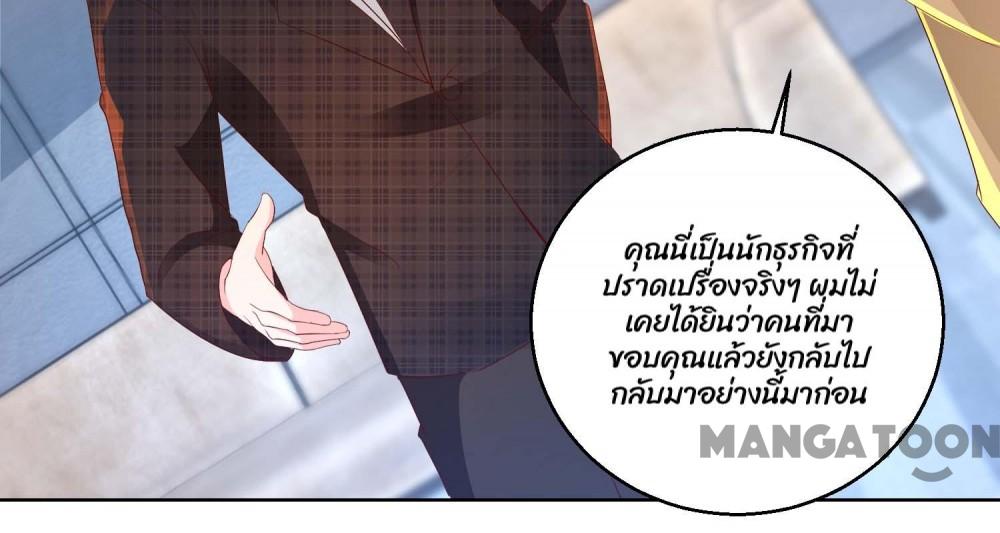 คุณนี่เป็นนักธุรกิจที่
ปราดเปรื่องจริงๆ ผมไม่
เคยได้ยินว่าคนที่มา
ขอบคุณแล้วยังกลับไป
กลับมาอย่างนี้มาก่อน
MANGATOON